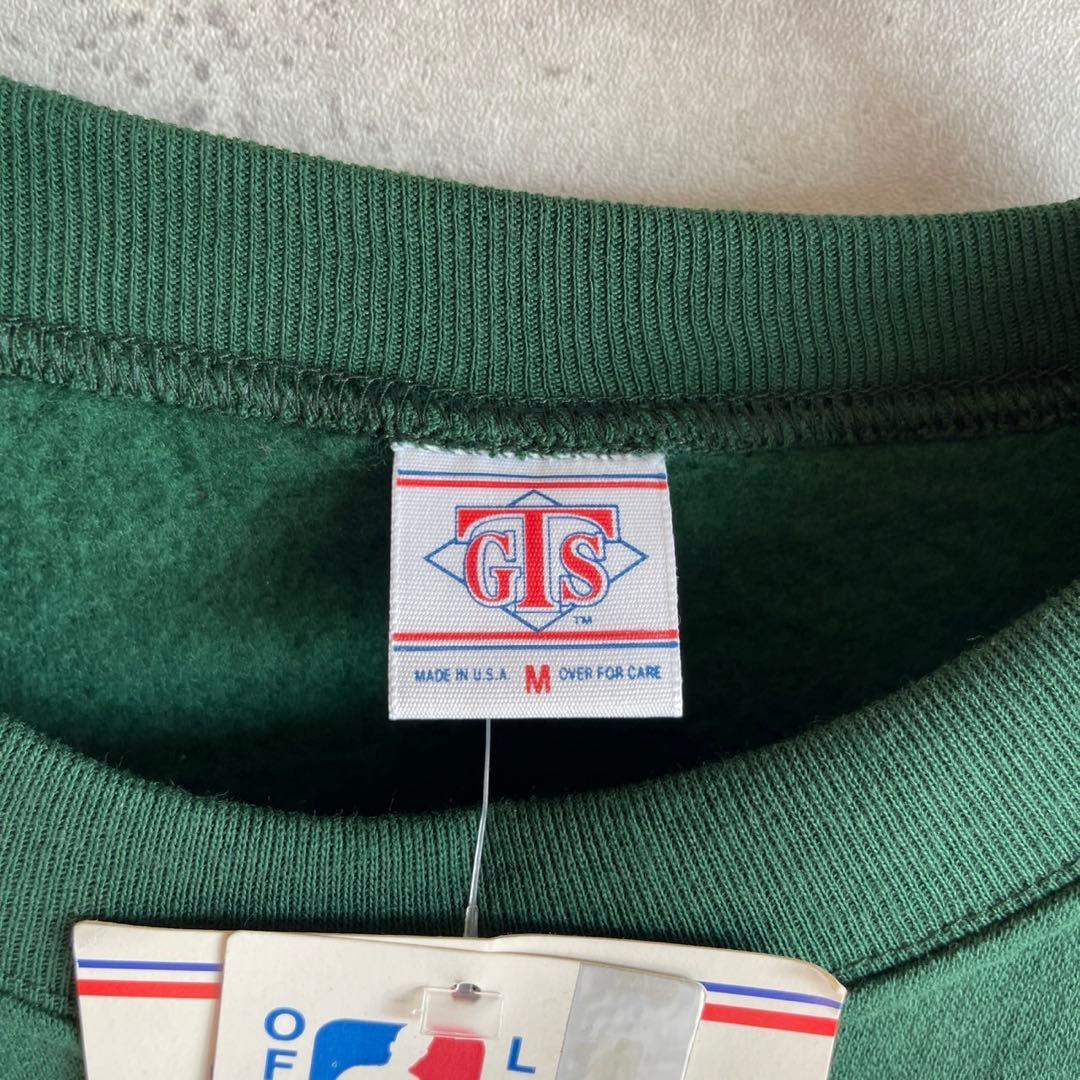 GTS
™
MADE IN U.S.A M OVER FOR CARE
O L
F